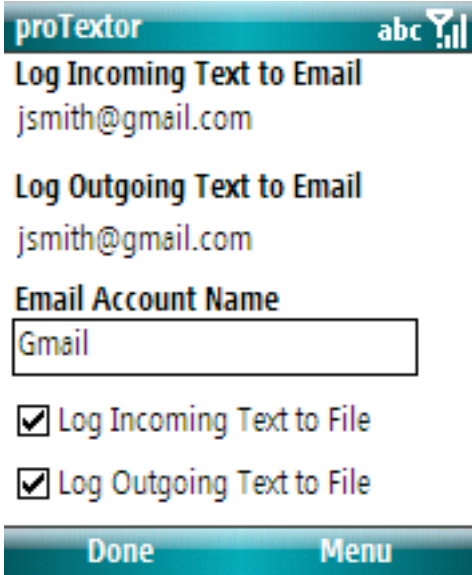 proTextor abc
Log Incoming Text to Email
jsmith@gmail.com
Log Outgoing Text to Email
jsmith@gmail.com
Email Account Name
Gmail
Log Incoming Text to File
Log Outgoing Text to File
Done Menu